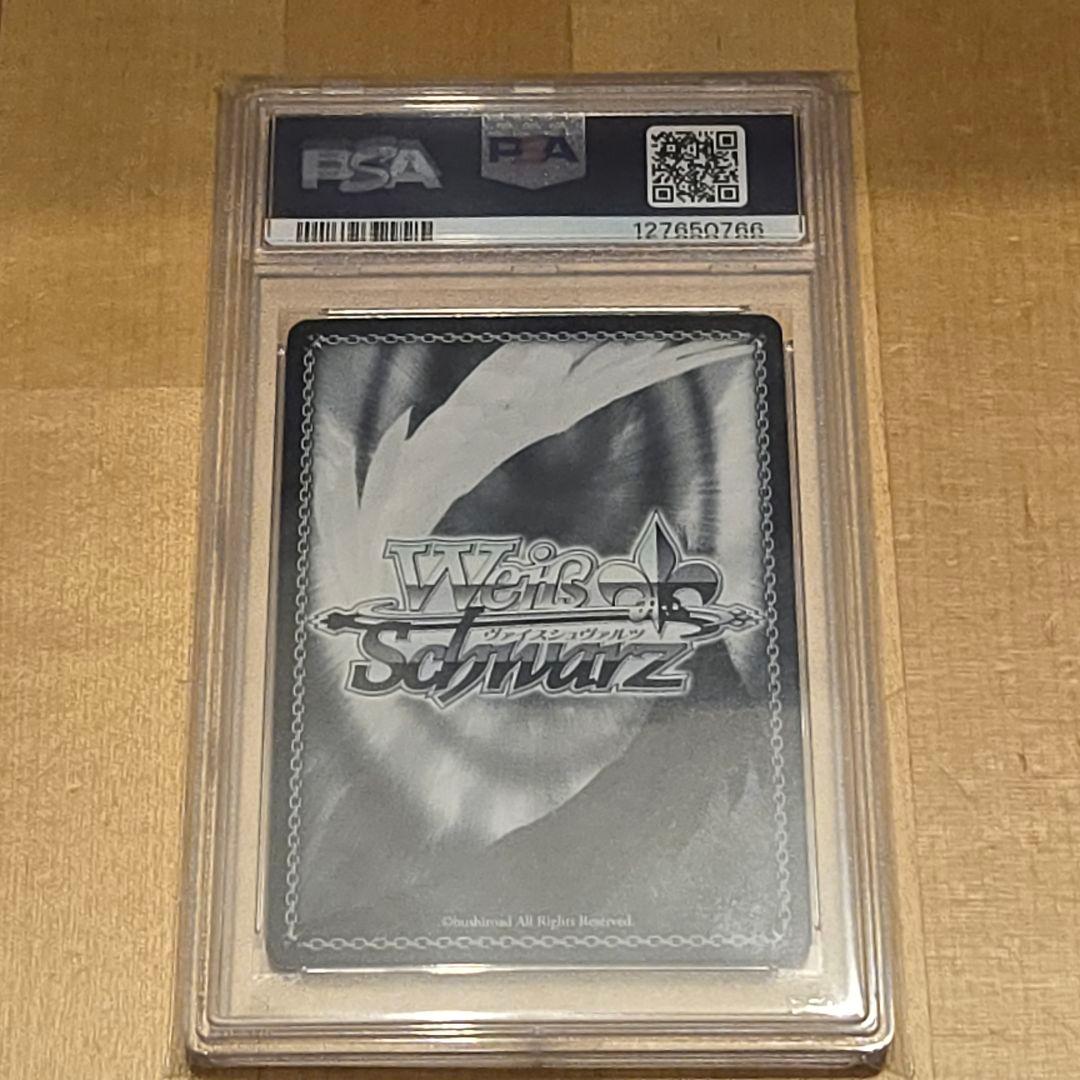 PSA
PSA
127650766
Weiß
ヴァイスシュヴァルツ
Schwarz
©bushiroad All Rights Reserved.